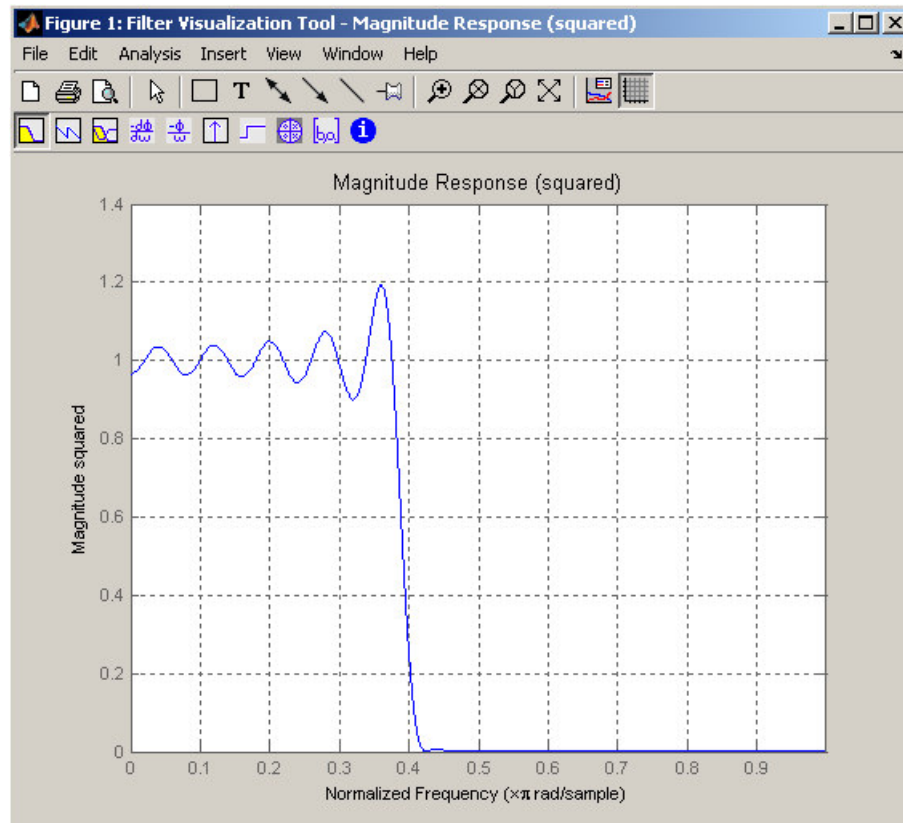 Figure 1: Filter Visualization Tool - Magnitude Response (squared)
File Edit Analysis Insert View Window Help
T
Magnitude Response (squared)
1.4
1.2
1
0.8
0.6
0.4
0.2
0
Magnitude squared
0 0.1 0.2 0.3 0.4 0.5 0.6 0.7 0.8 0.9
Normalized Frequency (×π rad/sample)